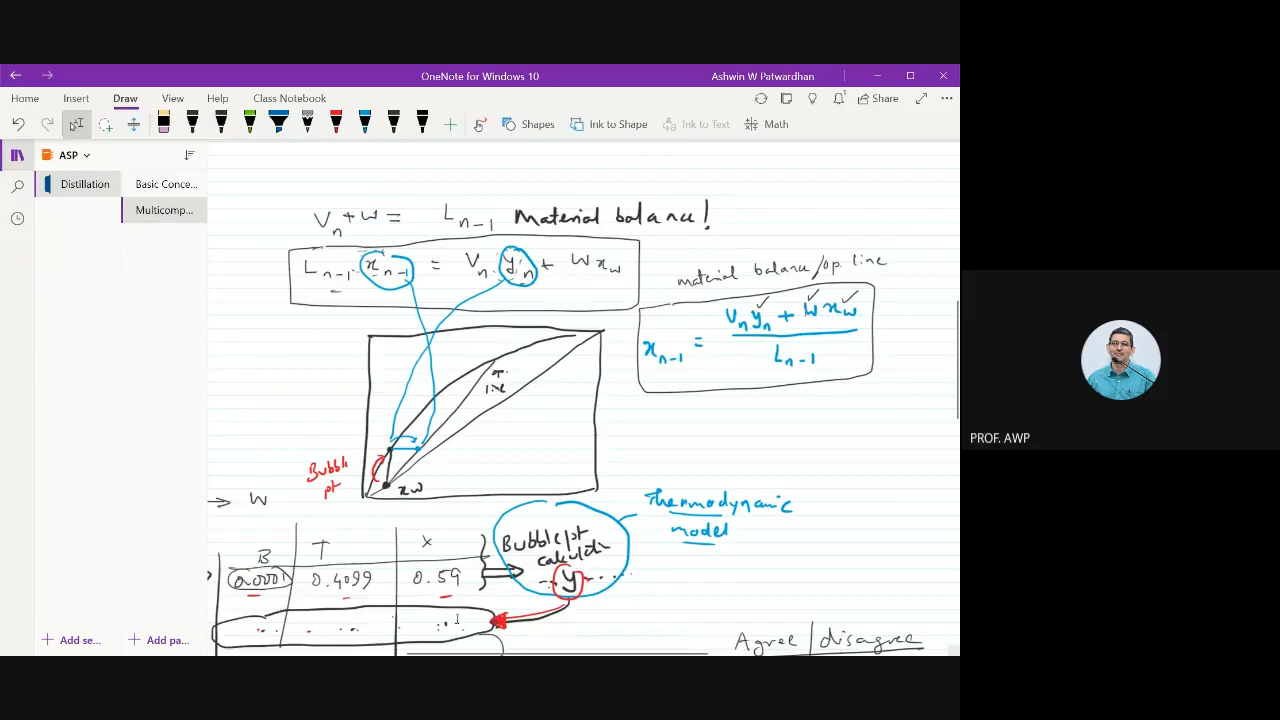 OneNote for Windows 10
Ashwin W Patwardhan
Home Insert Draw View Help Class Notebook
Share
Shapes Ink to Shape Ink to Text Math
ASP
Distillation
Basic Conce...
Multicomp...
Add se...
Add pa...
Vn + W = Ln-1 Material balance!
Ln-1 xn-1 = Vn yn + W xw
material balance/op. line
xn-1 = Vn yn + W xw
Ln-1
op.
line
Bubble
pt
xw
W
Thermodynamic
model
Bubble pt
calculation
y
B T X
0.0001 0.4099 0.59
Agree/disagree
PROF. AWP